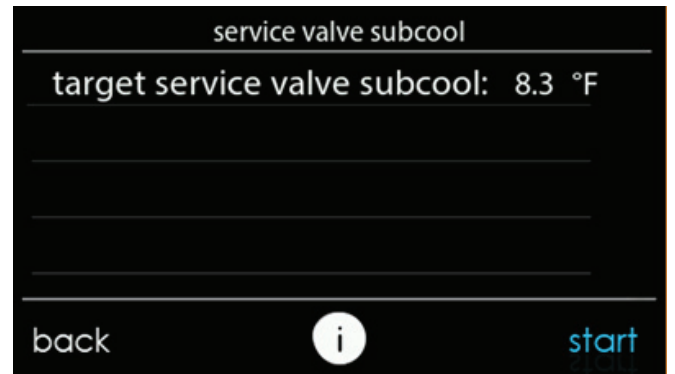 service valve subcool
target service valve subcool: 8.3 °F
back
i
start